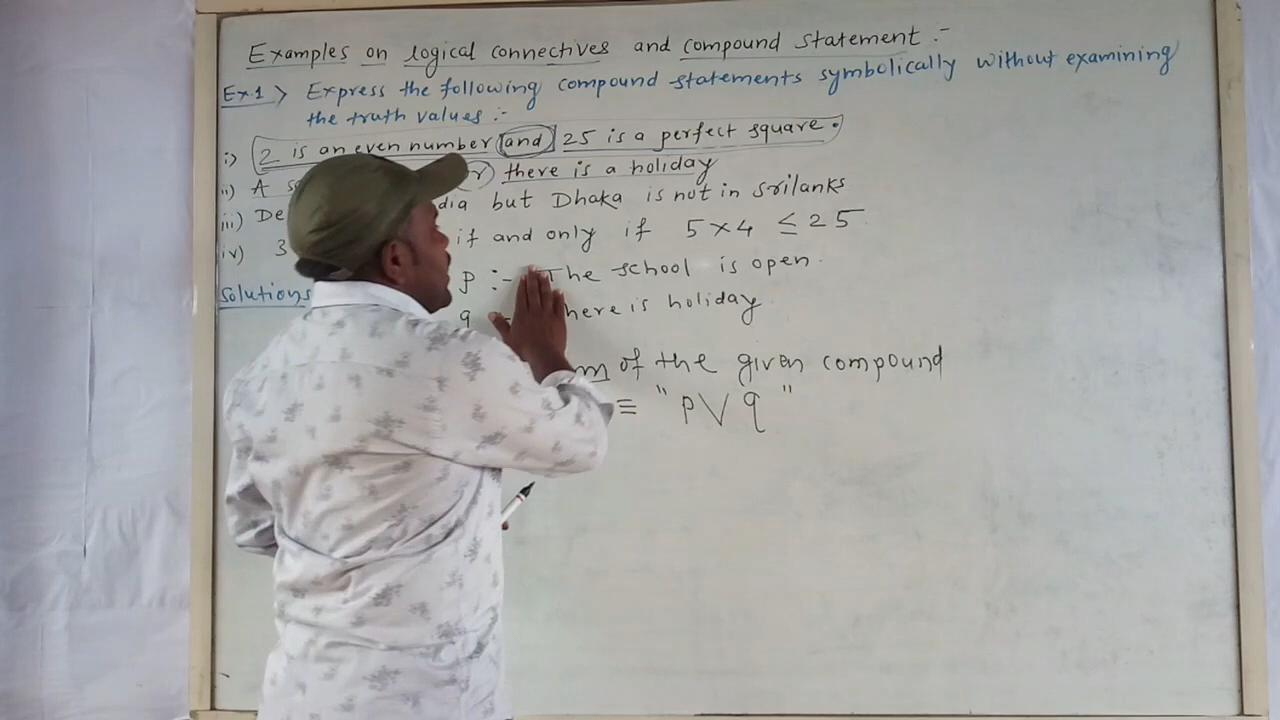 Examples on logical connectives and compound statement :-
Ex.1> Express the following compound statements symbolically without examining
the truth values :-
i> 2 is an even number and 25 is a perfect square.
ii) A there is a holiday
iii) De dia but Dhaka is not in srilanks
iv) 3 if and only if 5×4 ≤ 25
solutions p :- The school is open.
q here is holiday.
of the given compound
≡ "p∨q"